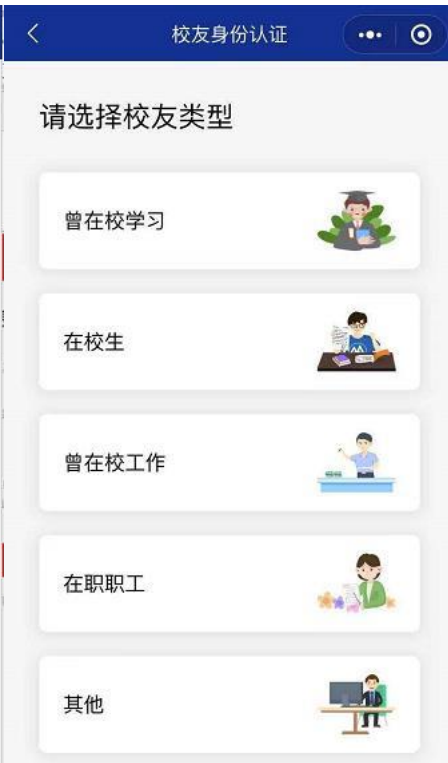 校友身份认证
请选择校友类型
曾在校学习
在校生
曾在校工作
在职职工
其他